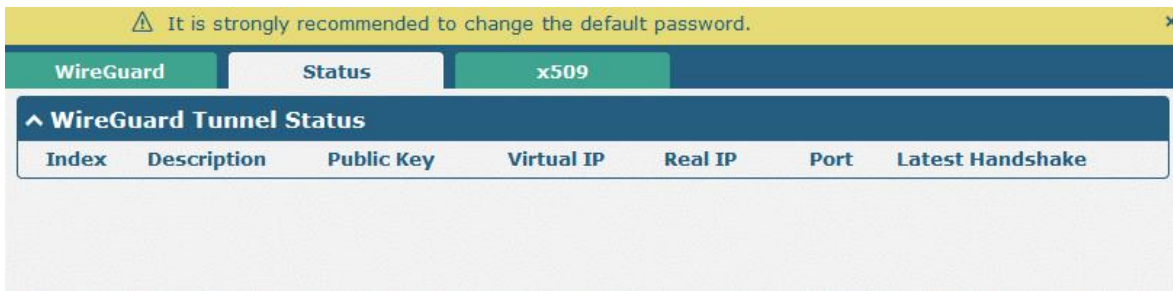 ⚠ It is strongly recommended to change the default password.
WireGuard Status x509
WireGuard Tunnel Status
Index Description Public Key Virtual IP Real IP Port Latest Handshake